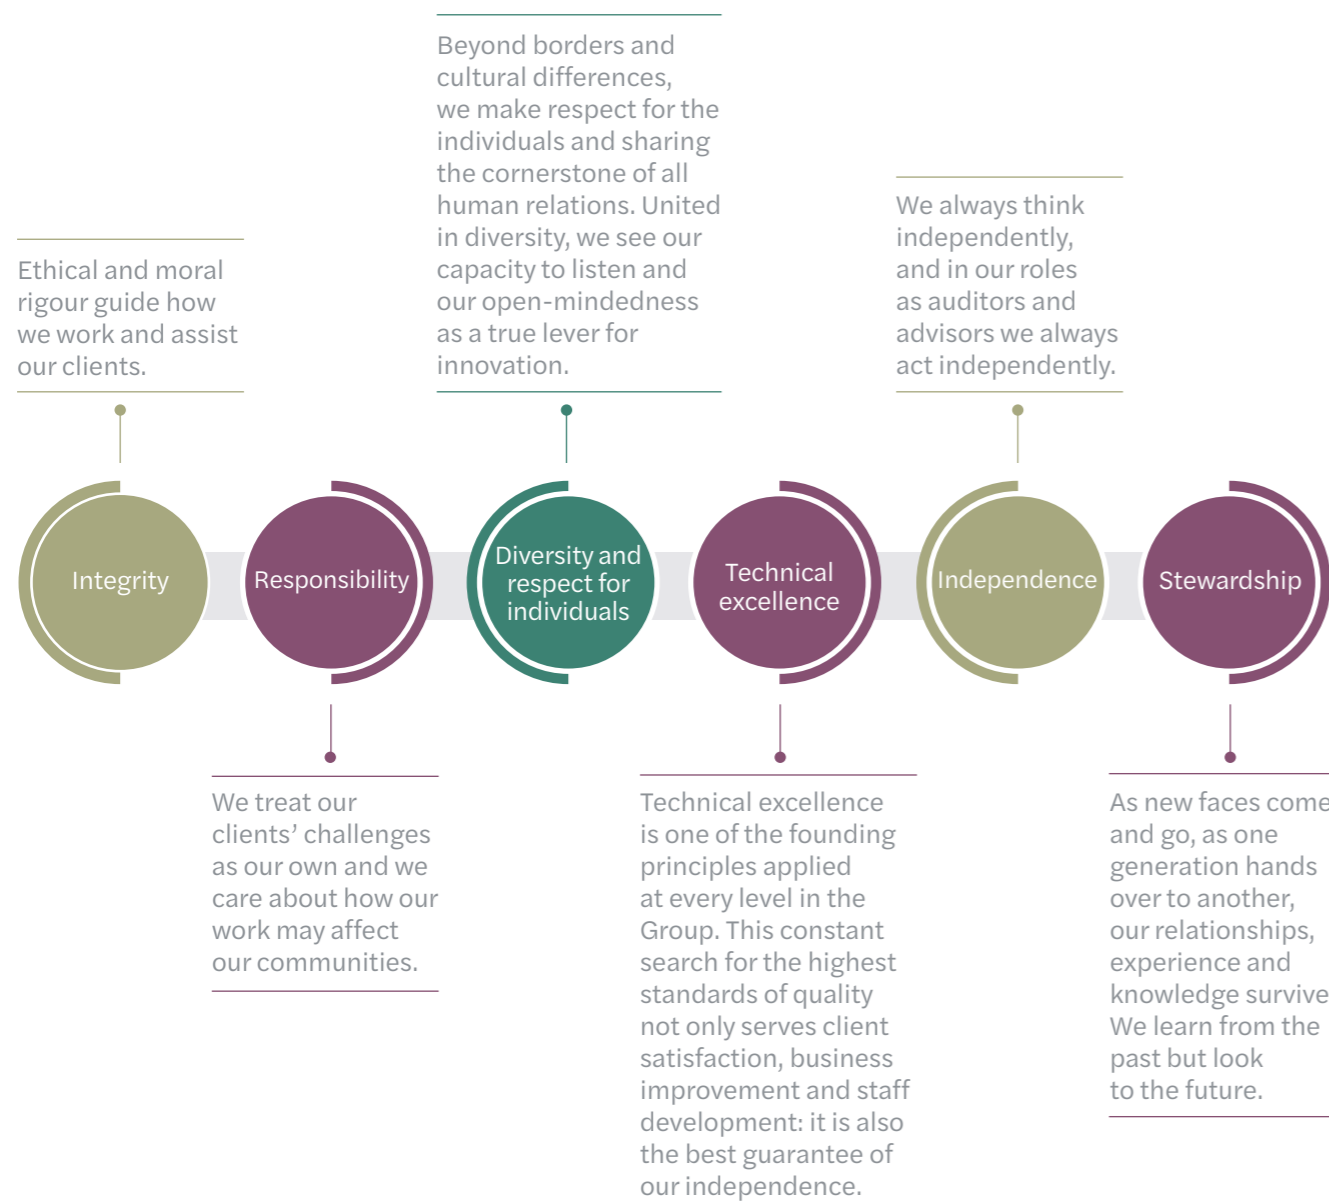 Beyond borders and
cultural differences,
we make respect for the
individuals and sharing
the cornerstone of all
human relations. United
in diversity, we see our
capacity to listen and
our open-mindedness
as a true lever for
innovation.
We always think
independently,
and in our roles
as auditors and
advisors we always
act independently.
Ethical and moral
rigour guide how
we work and assist
our clients.
Integrity
Responsibility
Diversity and
respect for
individuals
Technical
excellence
Independence
Stewardship
We treat our
clients’ challenges
as our own and we
care about how our
work may affect
our communities.
Technical excellence
is one of the founding
principles applied
at every level in the
Group. This constant
search for the highest
standards of quality
not only serves client
satisfaction, business
improvement and staff
development: it is also
the best guarantee of
our independence.
As new faces come
and go, as one
generation hands
over to another,
our relationships,
experience and
knowledge survive
We learn from the
past but look
to the future.